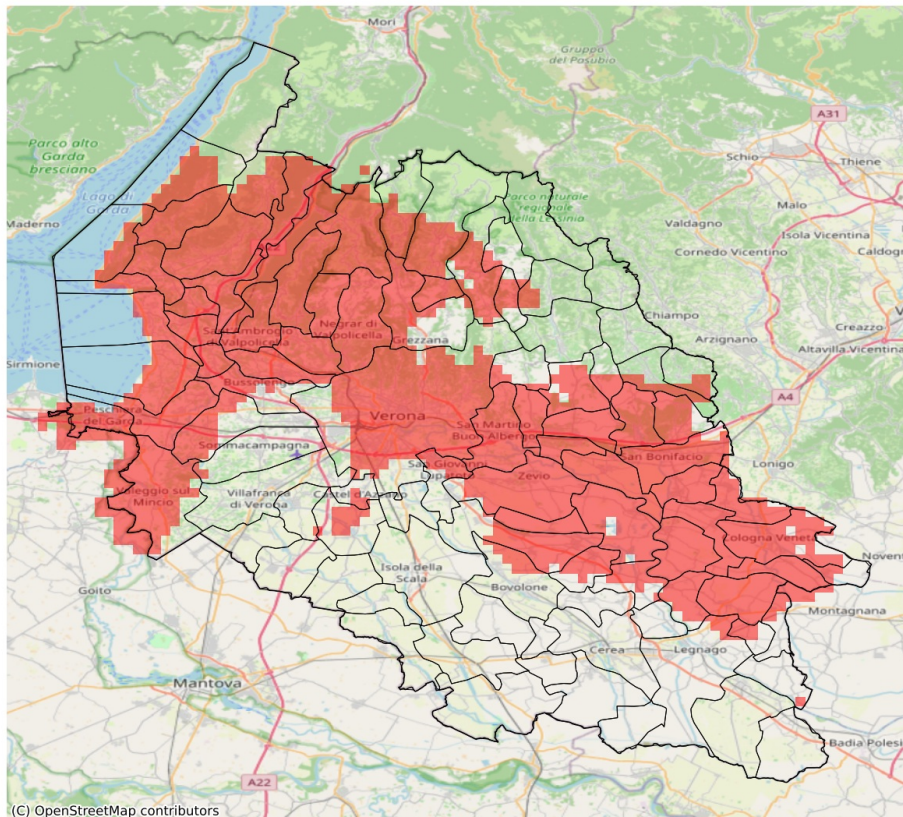 Mori
Gruppo
del Pasubio
A31
Parco alto
Garda
bresciano
Schio
Thiene
Lago di
Garda
Malo
Parco naturale
regionale
della Lessinia
Maderno
Valdagno
Isola Vicentina
Cornedo Vicentino
Caldogno
Chiampo
Sant'Ambrogio
di Valpolicella
Negrar di
Valpolicella
Grezzana
Arzignano
Creazzo
Altavilla Vicentina
Sirmione
Bussolengo
A4
Peschiera
del Garda
Verona
San Martino
Buon Albergo
Sommacampagna
San Bonifacio
Lonigo
San Giovanni
Lupatoto
Zevio
Valeggio sul
Mincio
Villafranca
di Verona
Castel d'Azzano
Cologna Veneta
Isola della
Scala
Bovolone
Goito
Montagnana
Cerea
Legnago
Mantova
Badia Polesi
A22
(C) OpenStreetMap contributors